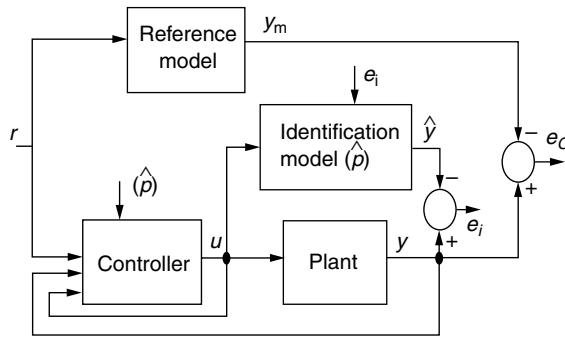 Reference
model
y_m
e_i
r
Identification
model (p̂)
ŷ
−
e_C
+
(p̂)
−
e_i
+
Controller
u
Plant
y